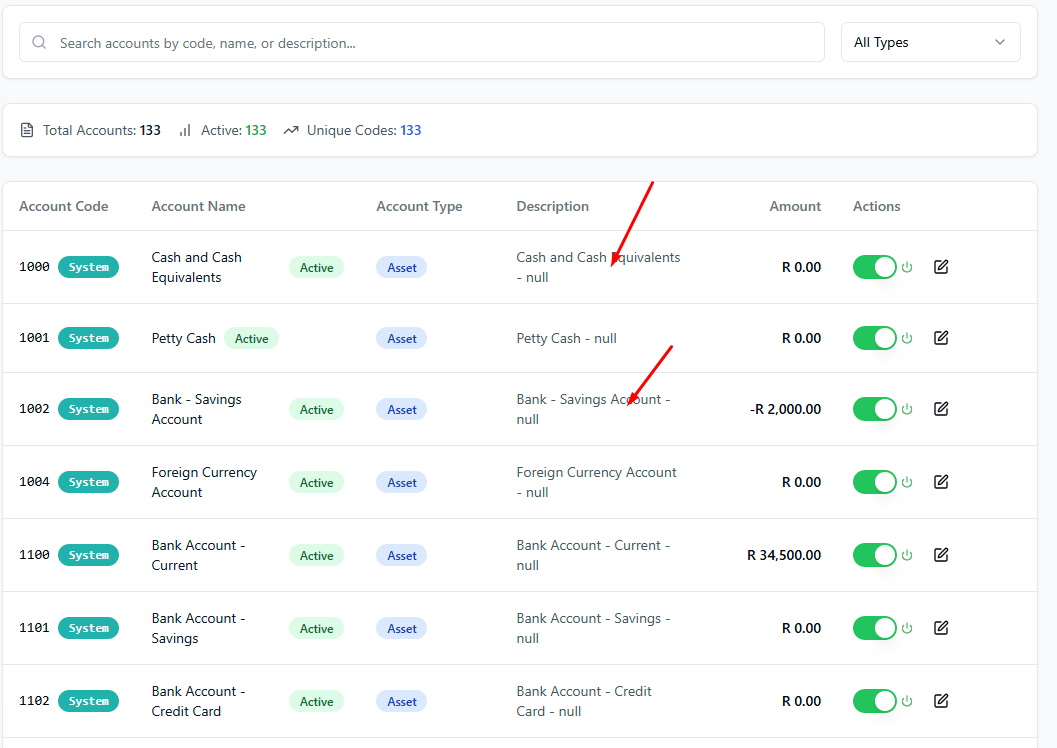 Search accounts by code, name, or description...
All Types
Total Accounts: 133 Active: 133 Unique Codes: 133
Account Code Account Name Account Type Description Amount Actions
1000 System Cash and Cash Equivalents Active Asset Cash and Cash Equivalents - null R 0.00
1001 System Petty Cash Active Asset Petty Cash - null R 0.00
1002 System Bank - Savings Account Active Asset Bank - Savings Account - null -R 2,000.00
1004 System Foreign Currency Account Active Asset Foreign Currency Account - null R 0.00
1100 System Bank Account - Current Active Asset Bank Account - Current - null R 34,500.00
1101 System Bank Account - Savings Active Asset Bank Account - Savings - null R 0.00
1102 System Bank Account - Credit Card Active Asset Bank Account - Credit Card - null R 0.00